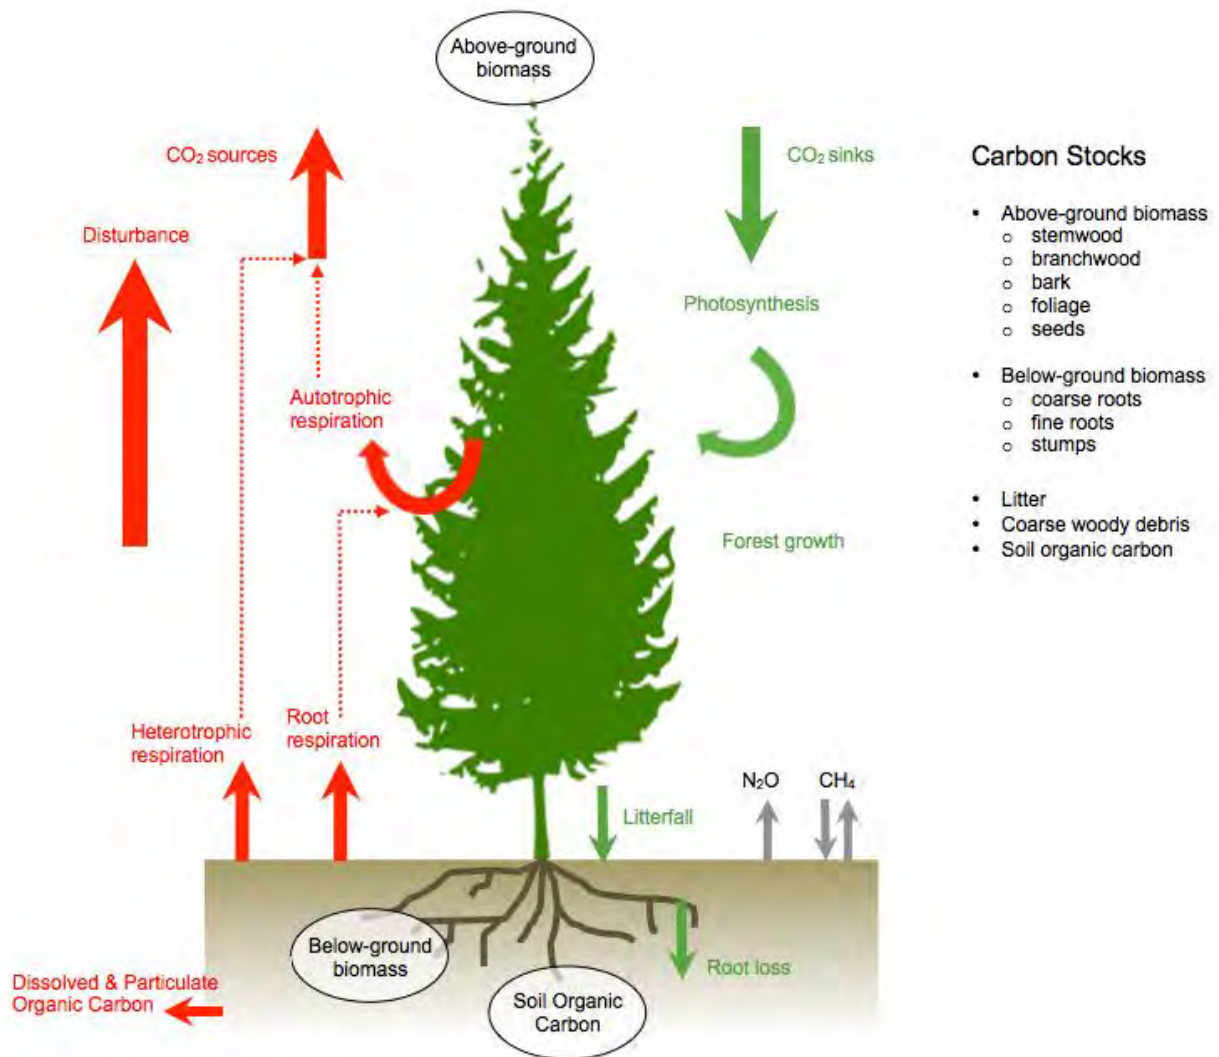 Above-ground
biomass
CO₂ sources
CO₂ sinks
Disturbance
Photosynthesis
Autotrophic
respiration
Forest growth
Heterotrophic
respiration
Root
respiration
Litterfall
N₂O
CH₄
Below-ground
biomass
Root loss
Soil Organic
Carbon
Dissolved & Particulate
Organic Carbon
Carbon Stocks
• Above-ground biomass
o stemwood
o branchwood
o bark
o foliage
o seeds
• Below-ground biomass
o coarse roots
o fine roots
o stumps
• Litter
• Coarse woody debris
• Soil organic carbon